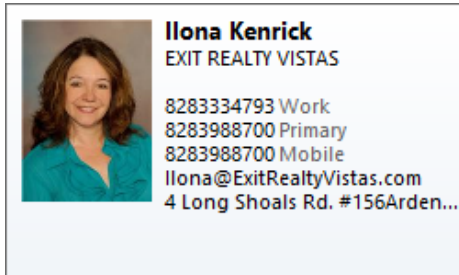 Ilona Kenrick
EXIT REALTY VISTAS
8283334793 Work
8283988700 Primary
8283988700 Mobile
Ilona@ExitRealtyVistas.com
4 Long Shoals Rd. #156Arden...